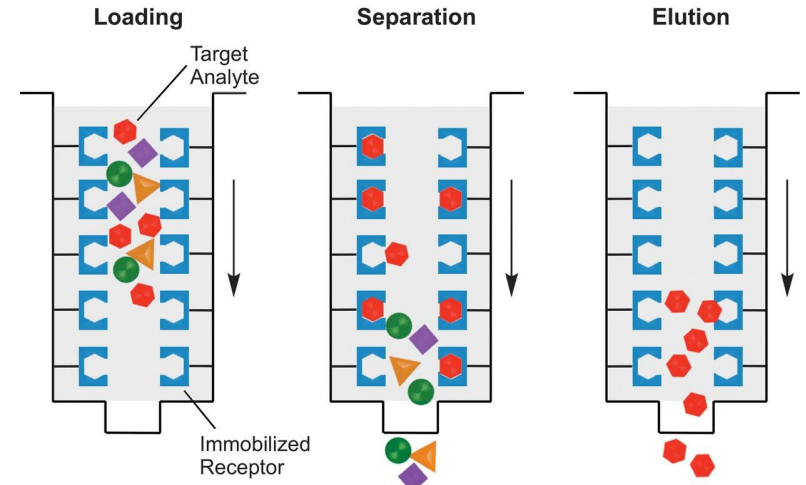 Loading
Separation
Elution
Target
Analyte
Immobilized
Receptor